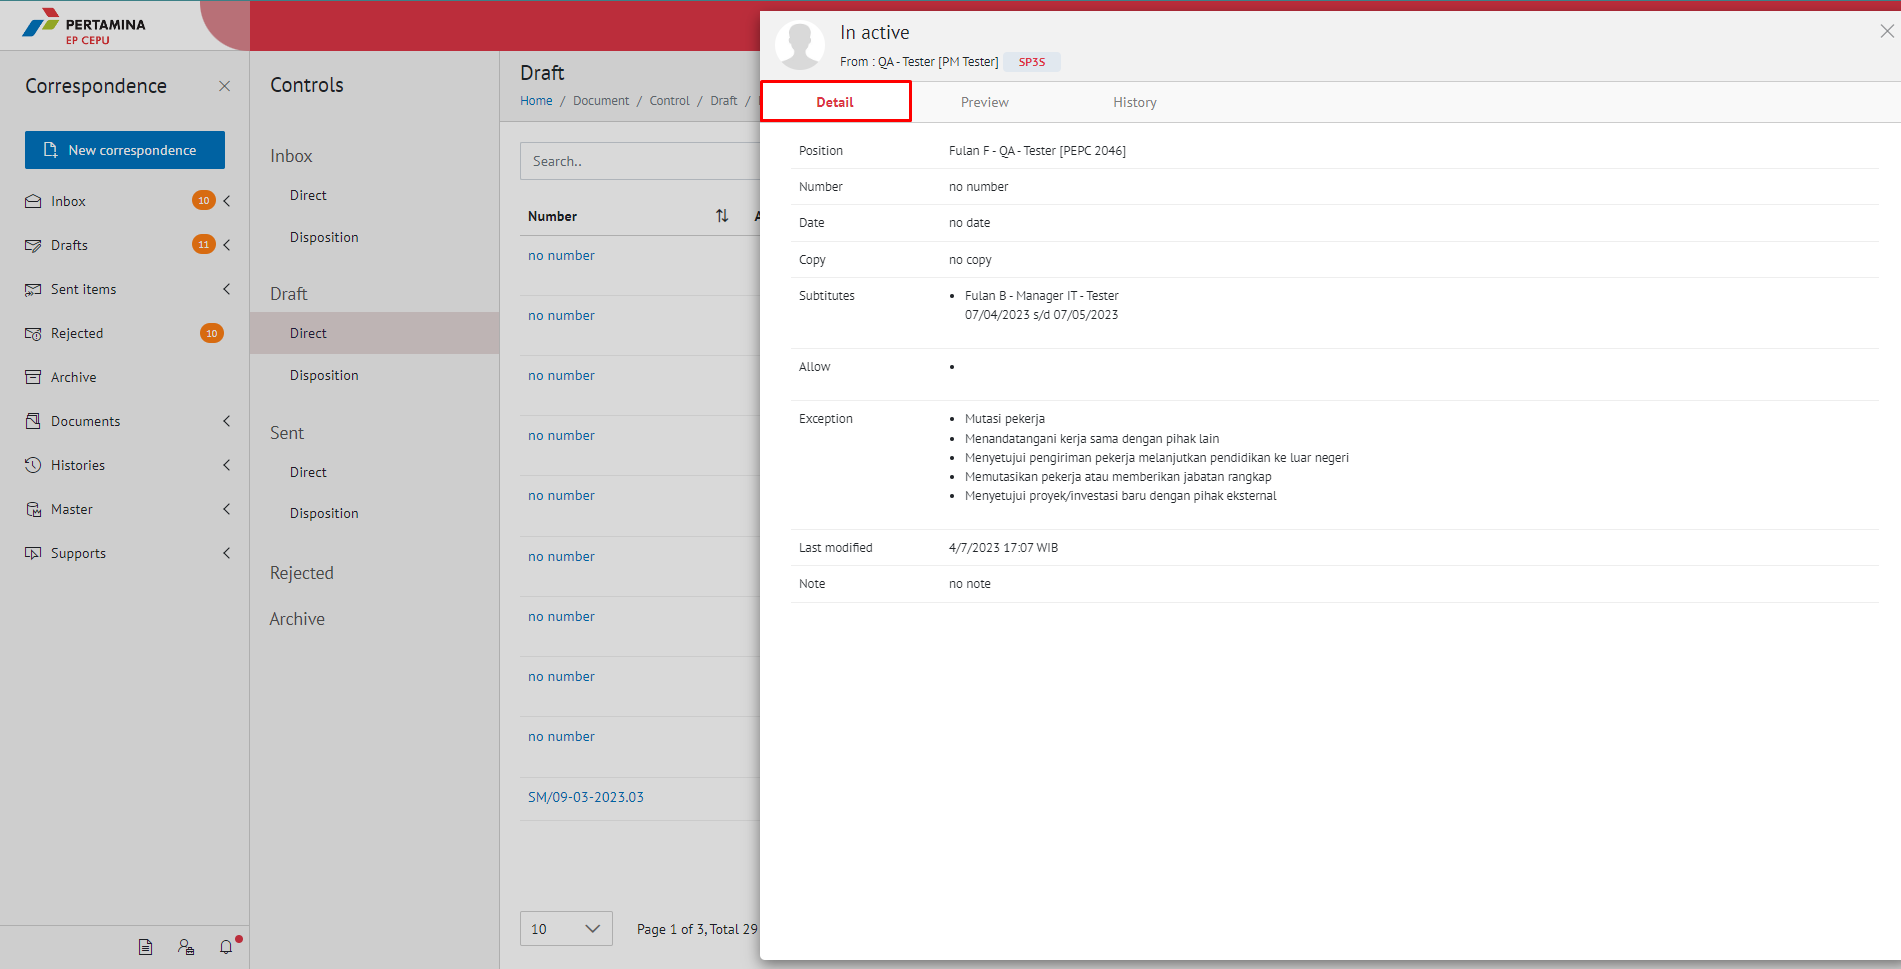 PERTAMINA
EP CEPU
Correspondence
New correspondence
Inbox 10
Drafts 11
Sent items
Rejected 10
Archive
Documents
Histories
Master
Supports
Controls
Inbox
Direct
Disposition
Draft
Direct
Disposition
Sent
Direct
Disposition
Rejected
Archive
Draft
Home / Document / Control / Draft /
Search..
Number
no number
no number
no number
no number
no number
no number
no number
no number
no number
SM/09-03-2023.03
10
Page 1 of 3, Total 29
In active
From : QA - Tester [PM Tester] SP3S
Detail Preview History
Position Fulan F - QA - Tester [PEPC 2046]
Number no number
Date no date
Copy no copy
Subtitutes • Fulan B - Manager IT - Tester
07/04/2023 s/d 07/05/2023
Allow •
Exception • Mutasi pekerja
• Menandatangani kerja sama dengan pihak lain
• Menyetujui pengiriman pekerja melanjutkan pendidikan ke luar negeri
• Memutasikan pekerja atau memberikan jabatan rangkap
• Menyetujui proyek/investasi baru dengan pihak eksternal
Last modified 4/7/2023 17:07 WIB
Note no note